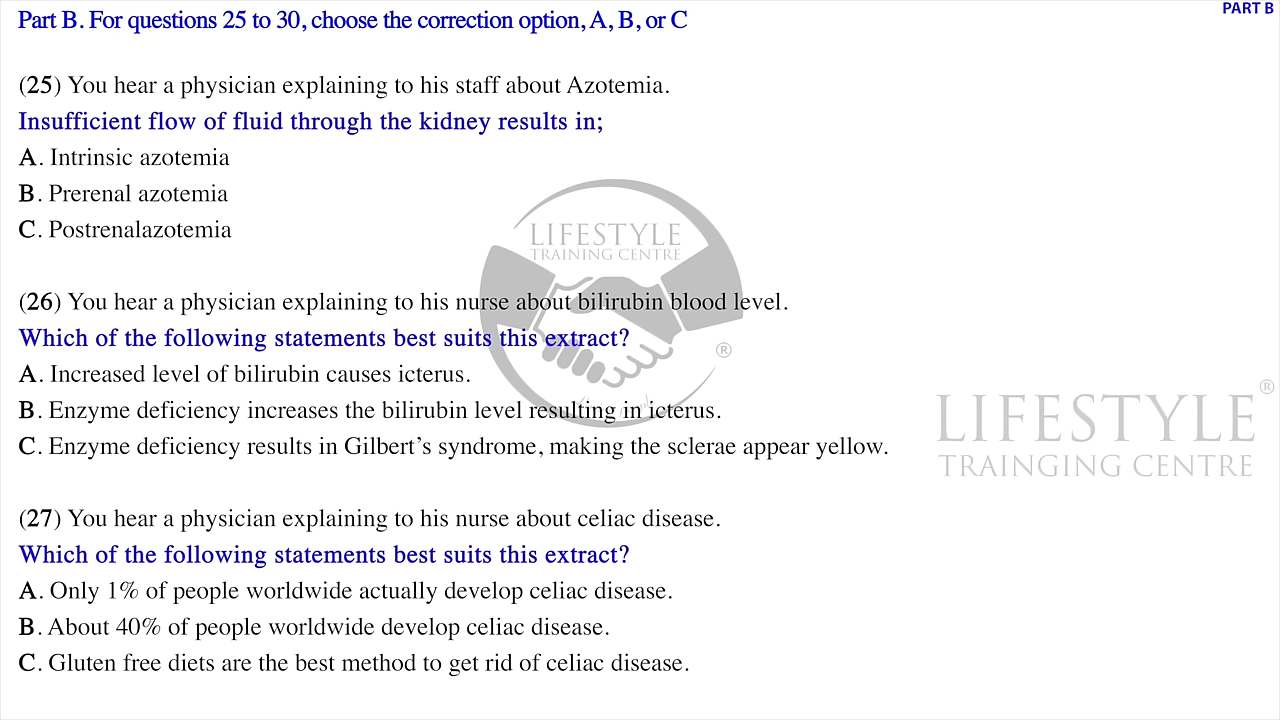 PART B
Part B. For questions 25 to 30, choose the correction option, A, B, or C
(25) You hear a physician explaining to his staff about Azotemia.
Insufficient flow of fluid through the kidney results in;
A. Intrinsic azotemia
B. Prerenal azotemia
C. Postrenalazotemia
LIFESTYLE
TRAINING CENTRE
®
(26) You hear a physician explaining to his nurse about bilirubin blood level.
Which of the following statements best suits this extract?
A. Increased level of bilirubin causes icterus.
B. Enzyme deficiency increases the bilirubin level resulting in icterus.
C. Enzyme deficiency results in Gilbert's syndrome, making the sclerae appear yellow.
LIFESTYLE ®
TRAINGING CENTRE
(27) You hear a physician explaining to his nurse about celiac disease.
Which of the following statements best suits this extract?
A. Only 1% of people worldwide actually develop celiac disease.
B. About 40% of people worldwide develop celiac disease.
C. Gluten free diets are the best method to get rid of celiac disease.